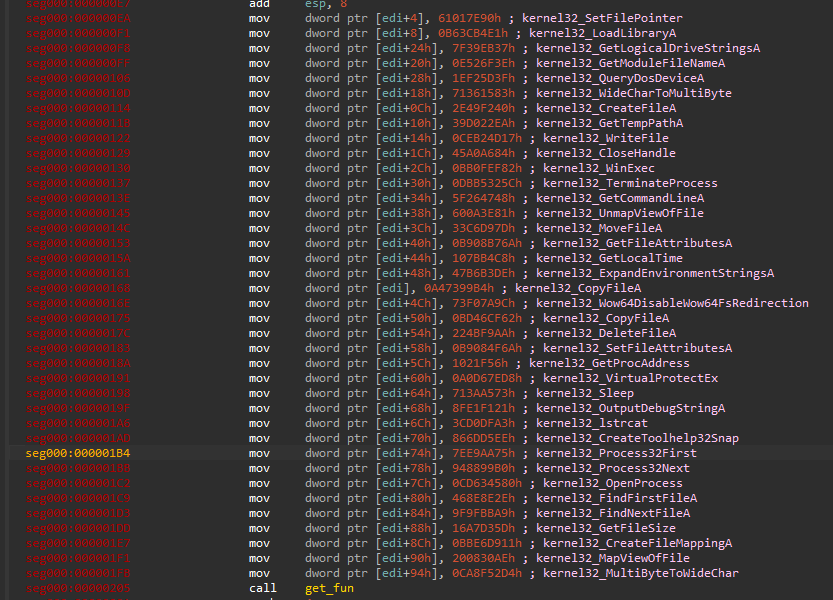 seg000:000000E7 add esp, 8
seg000:000000EA mov dword ptr [edi+4], 61017E90h ; kernel32_SetFilePointer
seg000:000000F1 mov dword ptr [edi+8], 0B63CB4E1h ; kernel32_LoadLibraryA
seg000:000000F8 mov dword ptr [edi+24h], 7F39EB37h ; kernel32_GetLogicalDriveStringsA
seg000:000000FF mov dword ptr [edi+20h], 0E526F3Eh ; kernel32_GetModuleFileNameA
seg000:00000106 mov dword ptr [edi+28h], 1EF25D3Fh ; kernel32_QueryDosDeviceA
seg000:0000010D mov dword ptr [edi+18h], 71361583h ; kernel32_WideCharToMultiByte
seg000:00000114 mov dword ptr [edi+0Ch], 2E49F240h ; kernel32_CreateFileA
seg000:0000011B mov dword ptr [edi+10h], 39D022EAh ; kernel32_GetTempPathA
seg000:00000122 mov dword ptr [edi+14h], 0CEB24D17h ; kernel32_WriteFile
seg000:00000129 mov dword ptr [edi+1Ch], 45A0A684h ; kernel32_CloseHandle
seg000:00000130 mov dword ptr [edi+2Ch], 0BB0FEF82h ; kernel32_WinExec
seg000:00000137 mov dword ptr [edi+30h], 0DBB5325Ch ; kernel32_TerminateProcess
seg000:0000013E mov dword ptr [edi+34h], 5F264748h ; kernel32_GetCommandLineA
seg000:00000145 mov dword ptr [edi+38h], 600A3E81h ; kernel32_UnmapViewOfFile
seg000:0000014C mov dword ptr [edi+3Ch], 33C6D97Dh ; kernel32_MoveFileA
seg000:00000153 mov dword ptr [edi+40h], 0B908B76Ah ; kernel32_GetFileAttributesA
seg000:0000015A mov dword ptr [edi+44h], 107BB4C8h ; kernel32_GetLocalTime
seg000:00000161 mov dword ptr [edi+48h], 47B6B3DEh ; kernel32_ExpandEnvironmentStringsA
seg000:00000168 mov dword ptr [edi], 0A47399B4h ; kernel32_CopyFileA
seg000:0000016E mov dword ptr [edi+4Ch], 73F07A9Ch ; kernel32_Wow64DisableWow64FsRedirection
seg000:00000175 mov dword ptr [edi+50h], 0BD46CF62h ; kernel32_CopyFileA
seg000:0000017C mov dword ptr [edi+54h], 224BF9AAh ; kernel32_DeleteFileA
seg000:00000183 mov dword ptr [edi+58h], 0B9084F6Ah ; kernel32_SetFileAttributesA
seg000:0000018A mov dword ptr [edi+5Ch], 1021F56h ; kernel32_GetProcAddress
seg000:00000191 mov dword ptr [edi+60h], 0A0D67ED8h ; kernel32_VirtualProtectEx
seg000:00000198 mov dword ptr [edi+64h], 713AA573h ; kernel32_Sleep
seg000:0000019F mov dword ptr [edi+68h], 8FE1F121h ; kernel32_OutputDebugStringA
seg000:000001A6 mov dword ptr [edi+6Ch], 3CD0DFA3h ; kernel32_lstrcat
seg000:000001AD mov dword ptr [edi+70h], 866DD5EEh ; kernel32_CreateToolhelp32Snap
seg000:000001B4 mov dword ptr [edi+74h], 7EE9AA75h ; kernel32_Process32First
seg000:000001BB mov dword ptr [edi+78h], 948899B0h ; kernel32_Process32Next
seg000:000001C2 mov dword ptr [edi+7Ch], 0CD634580h ; kernel32_OpenProcess
seg000:000001C9 mov dword ptr [edi+80h], 468E8E2Eh ; kernel32_FindFirstFileA
seg000:000001D3 mov dword ptr [edi+84h], 9F9FBBA9h ; kernel32_FindNextFileA
seg000:000001DD mov dword ptr [edi+88h], 16A7D35Dh ; kernel32_GetFileSize
seg000:000001E7 mov dword ptr [edi+8Ch], 0BBE6D911h ; kernel32_CreateFileMappingA
seg000:000001F1 mov dword ptr [edi+90h], 200830AEh ; kernel32_MapViewOfFile
seg000:000001FB mov dword ptr [edi+94h], 0CA8F52D4h ; kernel32_MultiByteToWideChar
seg000:00000205 call get_fun